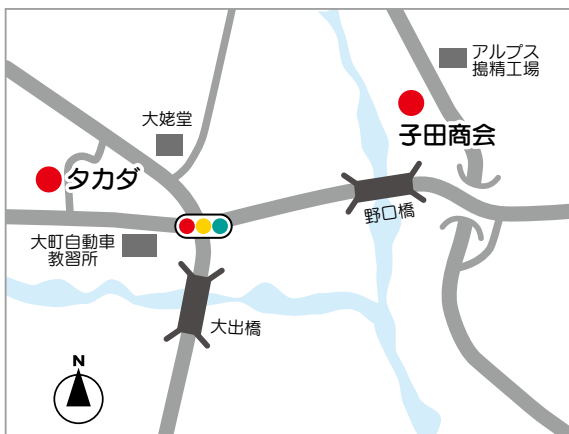 アルプス
搗精工場
大姥堂
子田商会
タカダ
野口橋
大町自動車
教習所
大出橋
N